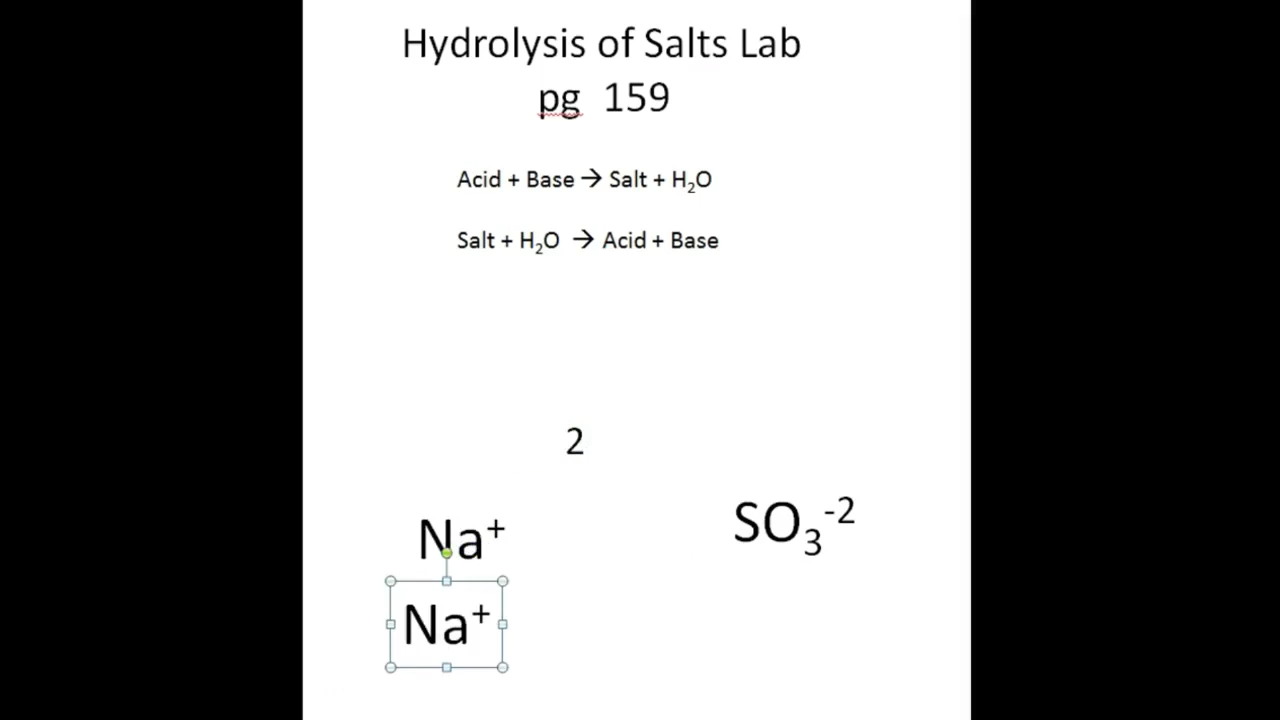 Hydrolysis of Salts Lab
pg 159
Acid + Base → Salt + H₂O
Salt + H₂O → Acid + Base
2
Na⁺
SO₃⁻²
Na⁺